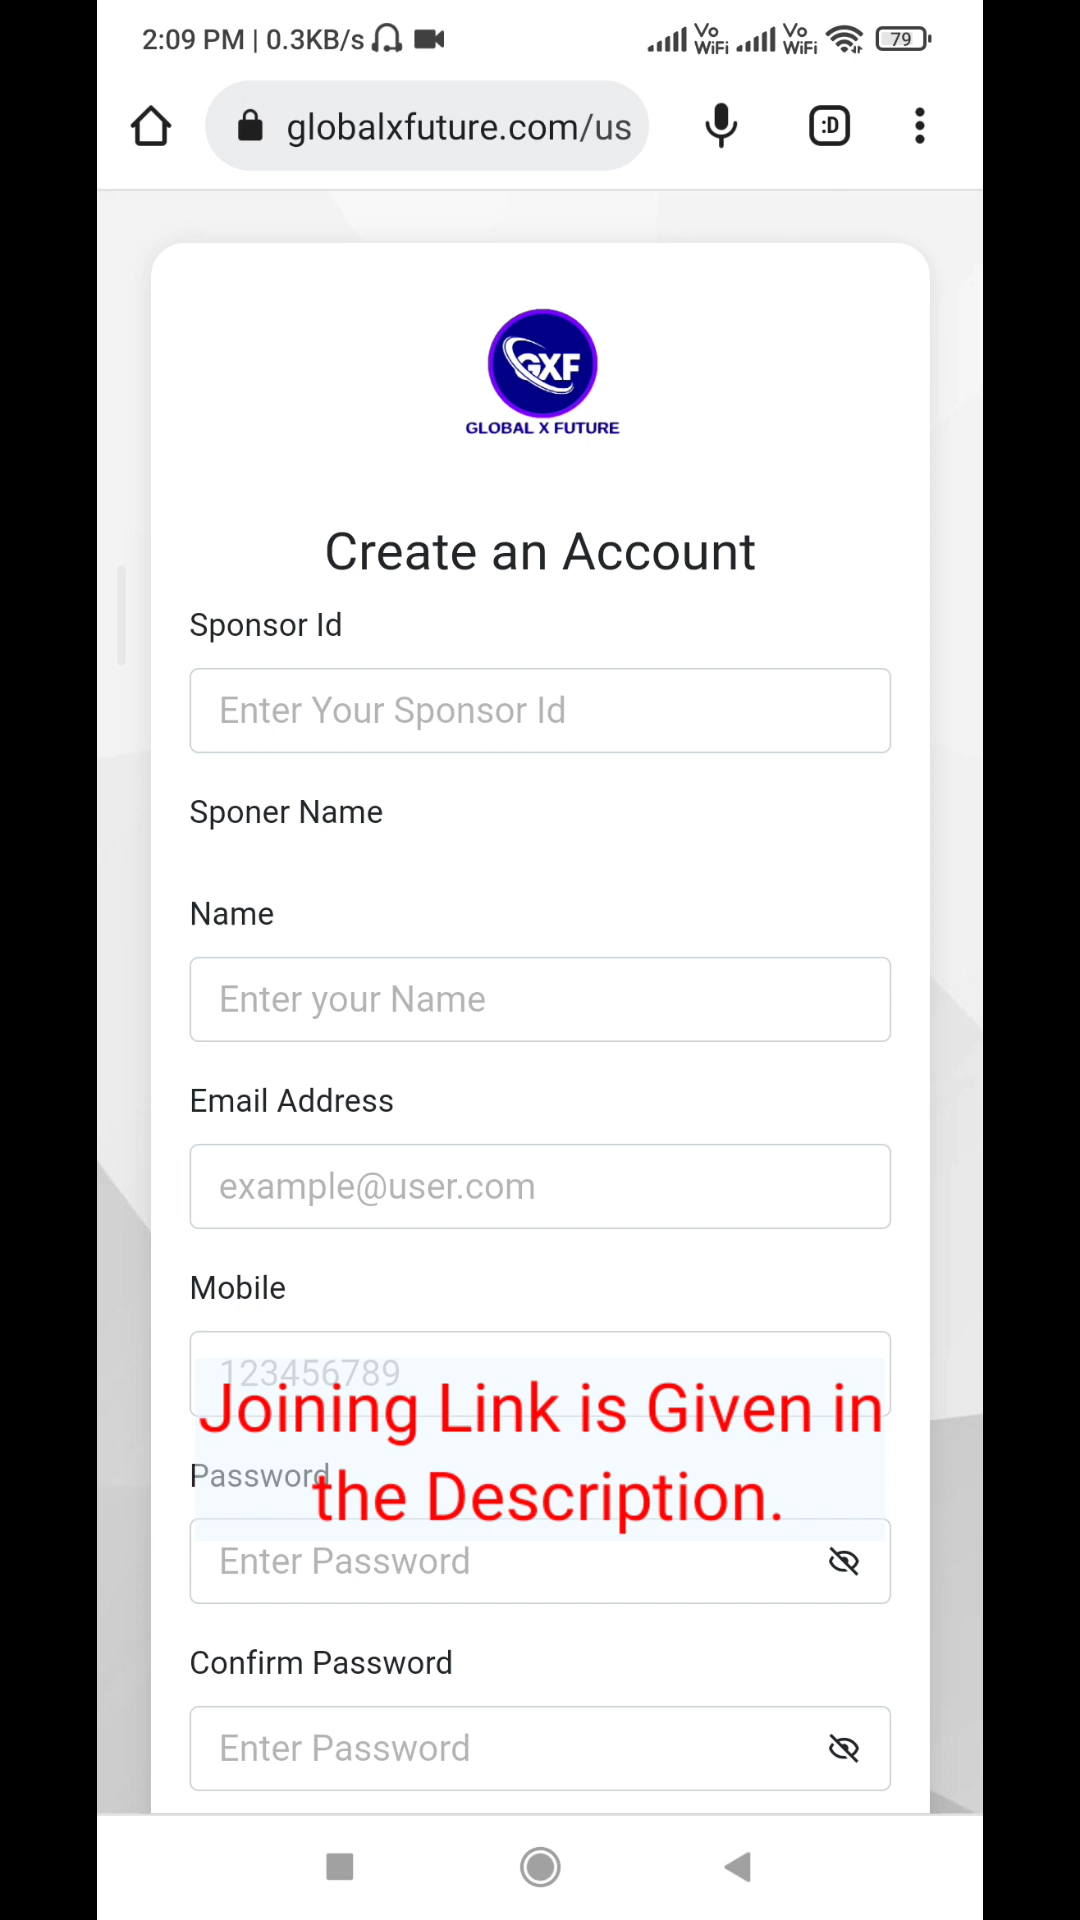 2:09 PM | 0.3KB/s Vo WiFi Vo WiFi 79
globalxfuture.com/us :D
GXF
GLOBAL X FUTURE
Create an Account
Sponsor Id
Enter Your Sponsor Id
Sponer Name
Name
Enter your Name
Email Address
example@user.com
Mobile
123456789
Joining Link is Given in
Password
the Description.
Enter Password
Confirm Password
Enter Password